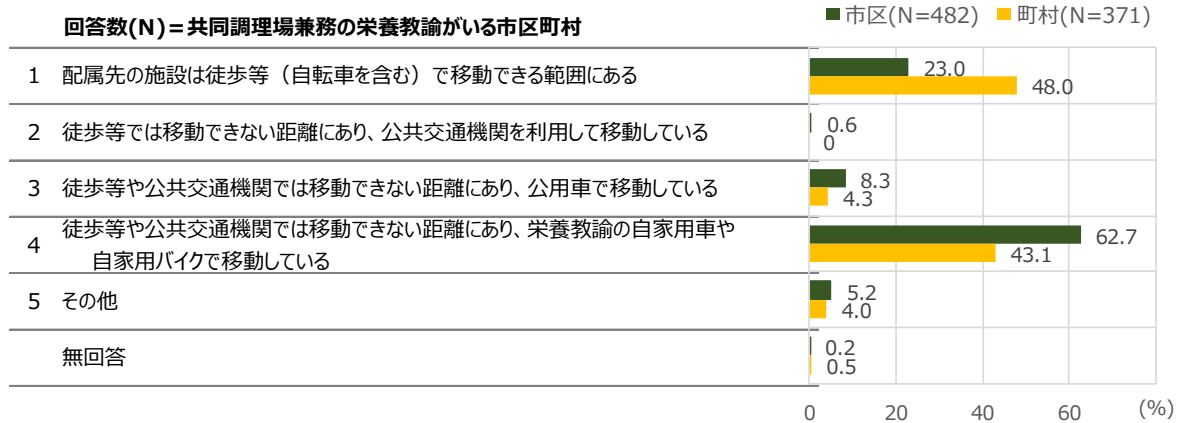 ■市区(N=482) ■町村(N=371)
回答数(N)＝共同調理場兼務の栄養教諭がいる市区町村
1 配属先の施設は徒歩等（自転車を含む）で移動できる範囲にある
23.0
48.0
2 徒歩等では移動できない距離にあり、公共交通機関を利用して移動している
0.6
0
3 徒歩等や公共交通機関では移動できない距離にあり、公用車で移動している
8.3
4.3
4 徒歩等や公共交通機関では移動できない距離にあり、栄養教諭の自家用車や
自家用バイクで移動している
62.7
43.1
5 その他
5.2
4.0
無回答
0.2
0.5
0 20 40 60 (%)